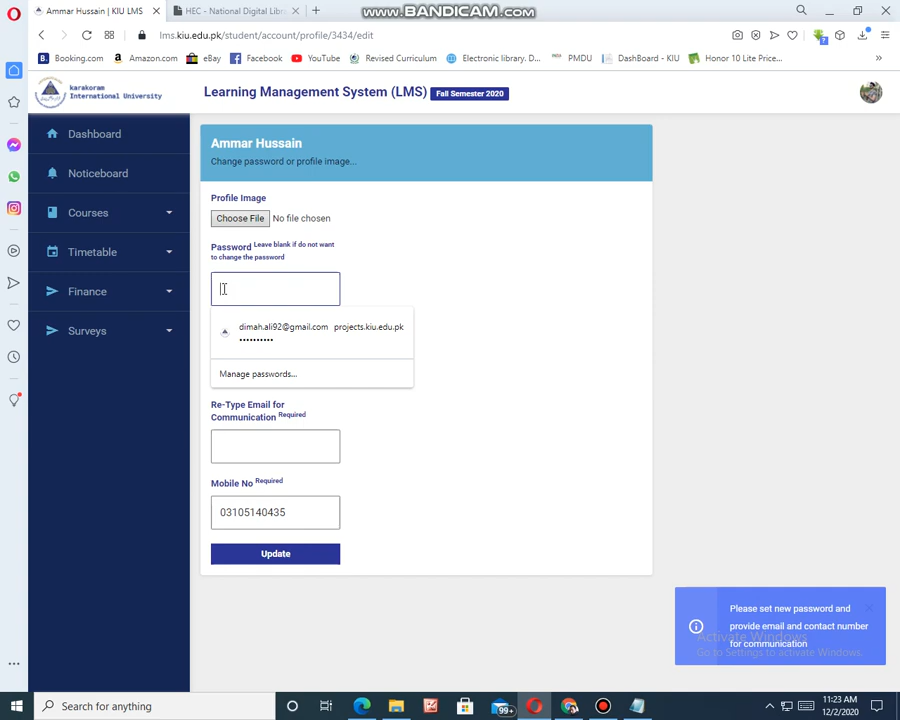 Ammar Hussain | KIU LMS
HEC - National Digital Libr
www.BANDICAM.com
lms.kiu.edu.pk/student/account/profile/3434/edit
Booking.com
Amazon.com
eBay
Facebook
YouTube
Revised Curriculum
Electronic library. D...
PMDU
DashBoard - KIU
Honor 10 Lite Price...
karakoram
International University
Learning Management System (LMS)
Fall Semester 2020
Dashboard
Noticeboard
Courses
Timetable
Finance
Surveys
Ammar Hussain
Change password or profile image...
Profile Image
Choose File No file chosen
Password Leave blank if do not want
to change the password
dimah.ali92@gmail.com projects.kiu.edu.pk
••••••••••
Manage passwords...
Re-Type Email for
Communication Required
Mobile No Required
03105140435
Update
Please set new password and
provide email and contact number
for communication
Activate Windows
Go to Settings to activate Windows.
Search for anything
99+
11:23 AM
12/2/2020